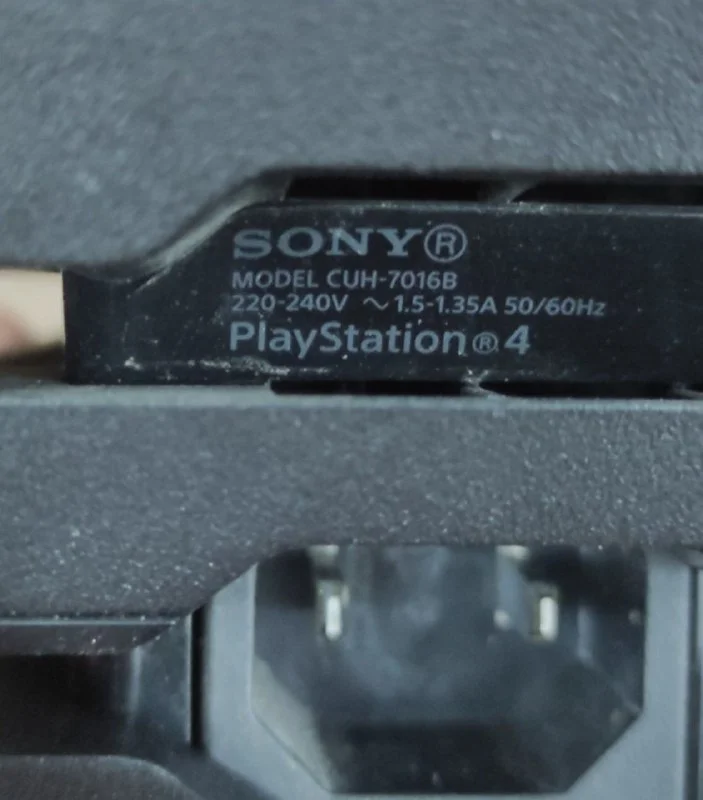 SONY®
MODEL CUH-7016B
220-240V ～1.5-1.35A 50/60Hz
PlayStation®4